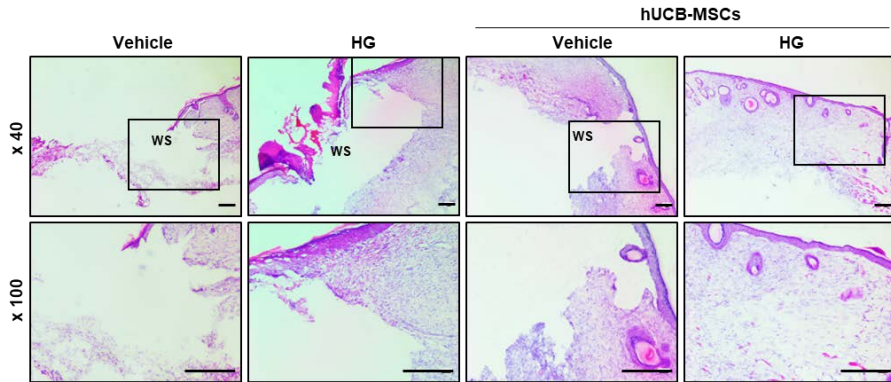 hUCB-MSCs
Vehicle HG Vehicle HG
x 40
WS WS WS
x 100